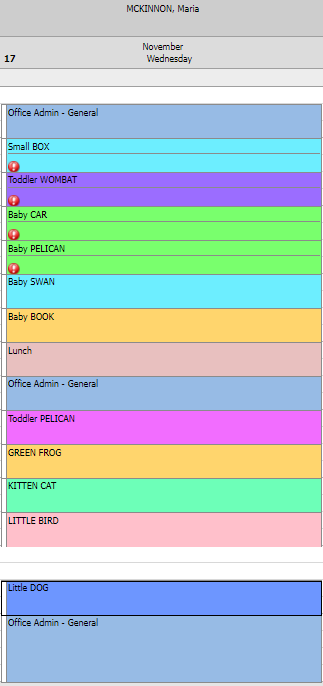 MCKINNON, Maria
November
17 Wednesday
Office Admin - General
Small BOX
Toddler WOMBAT
Baby CAR
Baby PELICAN
Baby SWAN
Baby BOOK
Lunch
Office Admin - General
Toddler PELICAN
GREEN FROG
KITTEN CAT
LITTLE BIRD
Little DOG
Office Admin - General